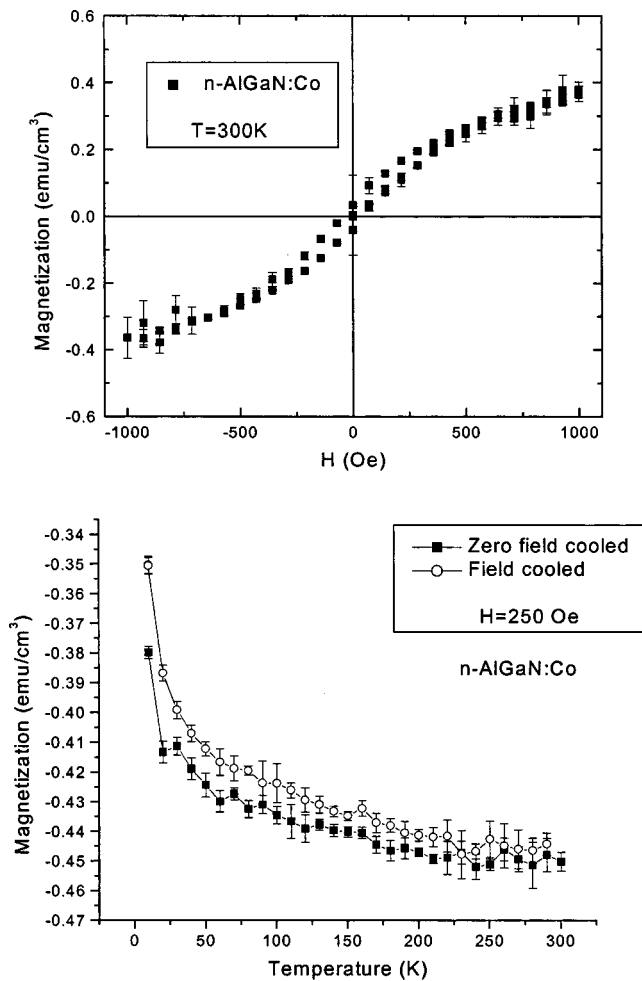 0.6
0.4
0.2
0.0
-0.2
-0.4
-0.6
Magnetization (emu/cm³)
n-AlGaN:Co
T=300K
-1000 -500 0 500 1000
H (Oe)
-0.34
-0.35
-0.36
-0.37
-0.38
-0.39
-0.40
-0.41
-0.42
-0.43
-0.44
-0.45
-0.46
-0.47
Magnetization (emu/cm³)
Zero field cooled
Field cooled
H=250 Oe
n-AlGaN:Co
0 50 100 150 200 250 300
Temperature (K)